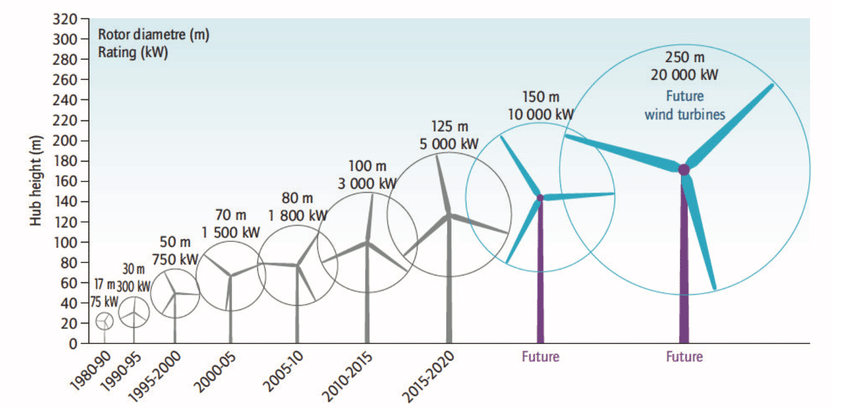 Rotor diametre (m)
Rating (kW)
Hub height (m)
320
300
280
260
240
220
200
180
160
140
120
100
80
60
40
20
0
17 m
75 kW
30 m
300 kW
50 m
750 kW
70 m
1 500 kW
80 m
1 800 kW
100 m
3 000 kW
125 m
5 000 kW
150 m
10 000 kW
250 m
20 000 kW
Future
wind turbines
1980-90
1990-95
1995-2000
2000-05
2005-10
2010-2015
2015-2020
Future
Future